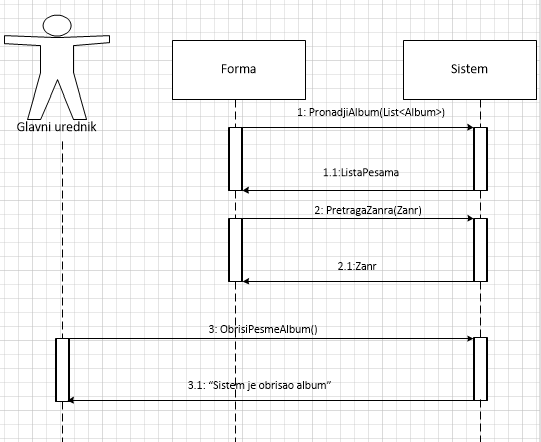 Forma
Sistem
Glavni urednik
1: PronadjiAlbum(List<Album>)
1.1:ListaPesama
2: PretragaZanra(Zanr)
2.1:Zanr
3: ObrisiPesmeAlbum()
3.1: “Sistem je obrisao album”